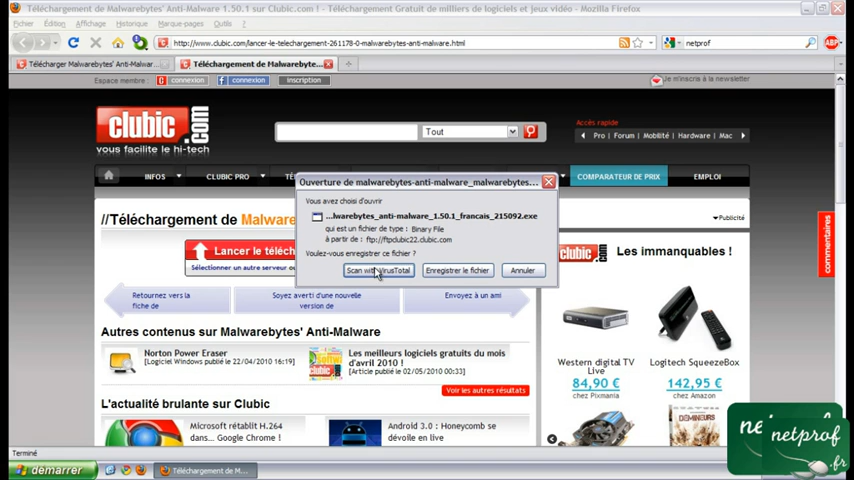 Télécharger Malwarebytes Anti-Malware 1.50.1 sur Clubic.com ! - Téléchargement Gratuit de milliers de logiciels et Jeux vidéo - Mozilla Firefox
Fichier Édition Affichage Historique Marque-pages Outils ?
http://www.clubic.com/lancer-le-telechargement-261178-0-malwarebytes-anti-malware.html
netprof
ABP
Télécharger Malwarebytes' Anti-Malwar...
Téléchargement de Malwarebyte...
Espace membre : connexion connexion inscription
Je m'inscris à la newsletter
clubic.com
vous facilite le hi-tech
Tout
Accès rapide
Pro | Forum | Mobilité | Hardware | Mac
INFOS CLUBIC PRO COMPARATEUR DE PRIX EMPLOI
Ouverture de malwarebytes-anti-malware_malwarebytes...
Vous avez choisi d'ouvrir
...lwarebytes_anti-malware_1.50.1_francais_215092.exe
qui est un fichier de type : Binary File
à partir de : ftp://ftpclubic22.clubic.com
Voulez-vous enregistrer ce fichier ?
Scan with VirusTotal Enregistrer le fichier Annuler
//Téléchargement de Malware
Publicité
Lancer le téléch
Sélectionner un autre serveur ou
clubic Les immanquables !
commentaires
Retournez vers la
fiche de
Soyez averti d'une nouvelle
version de
Envoyez à un ami
Autres contenus sur Malwarebytes' Anti-Malware
Norton Power Eraser
[Logiciel Windows publié le 22/04/2010 16:19]
Les meilleurs logiciels gratuits du mois
d'avril 2010 !
[Article publié le 02/05/2010 00:33]
Voir les autres résultats
Western digital TV
Live
84,90 €
chez Pixmania
Logitech SqueezeBox
142,95 €
chez Amazon
L'actualité brulante sur Clubic
Microsoft rétablit H.264
dans... Google Chrome !
Android 3.0 : Honeycomb se
dévoile en live
DEMINEURS
netprof
.fr
Terminé
démarrer
Téléchargement de M...